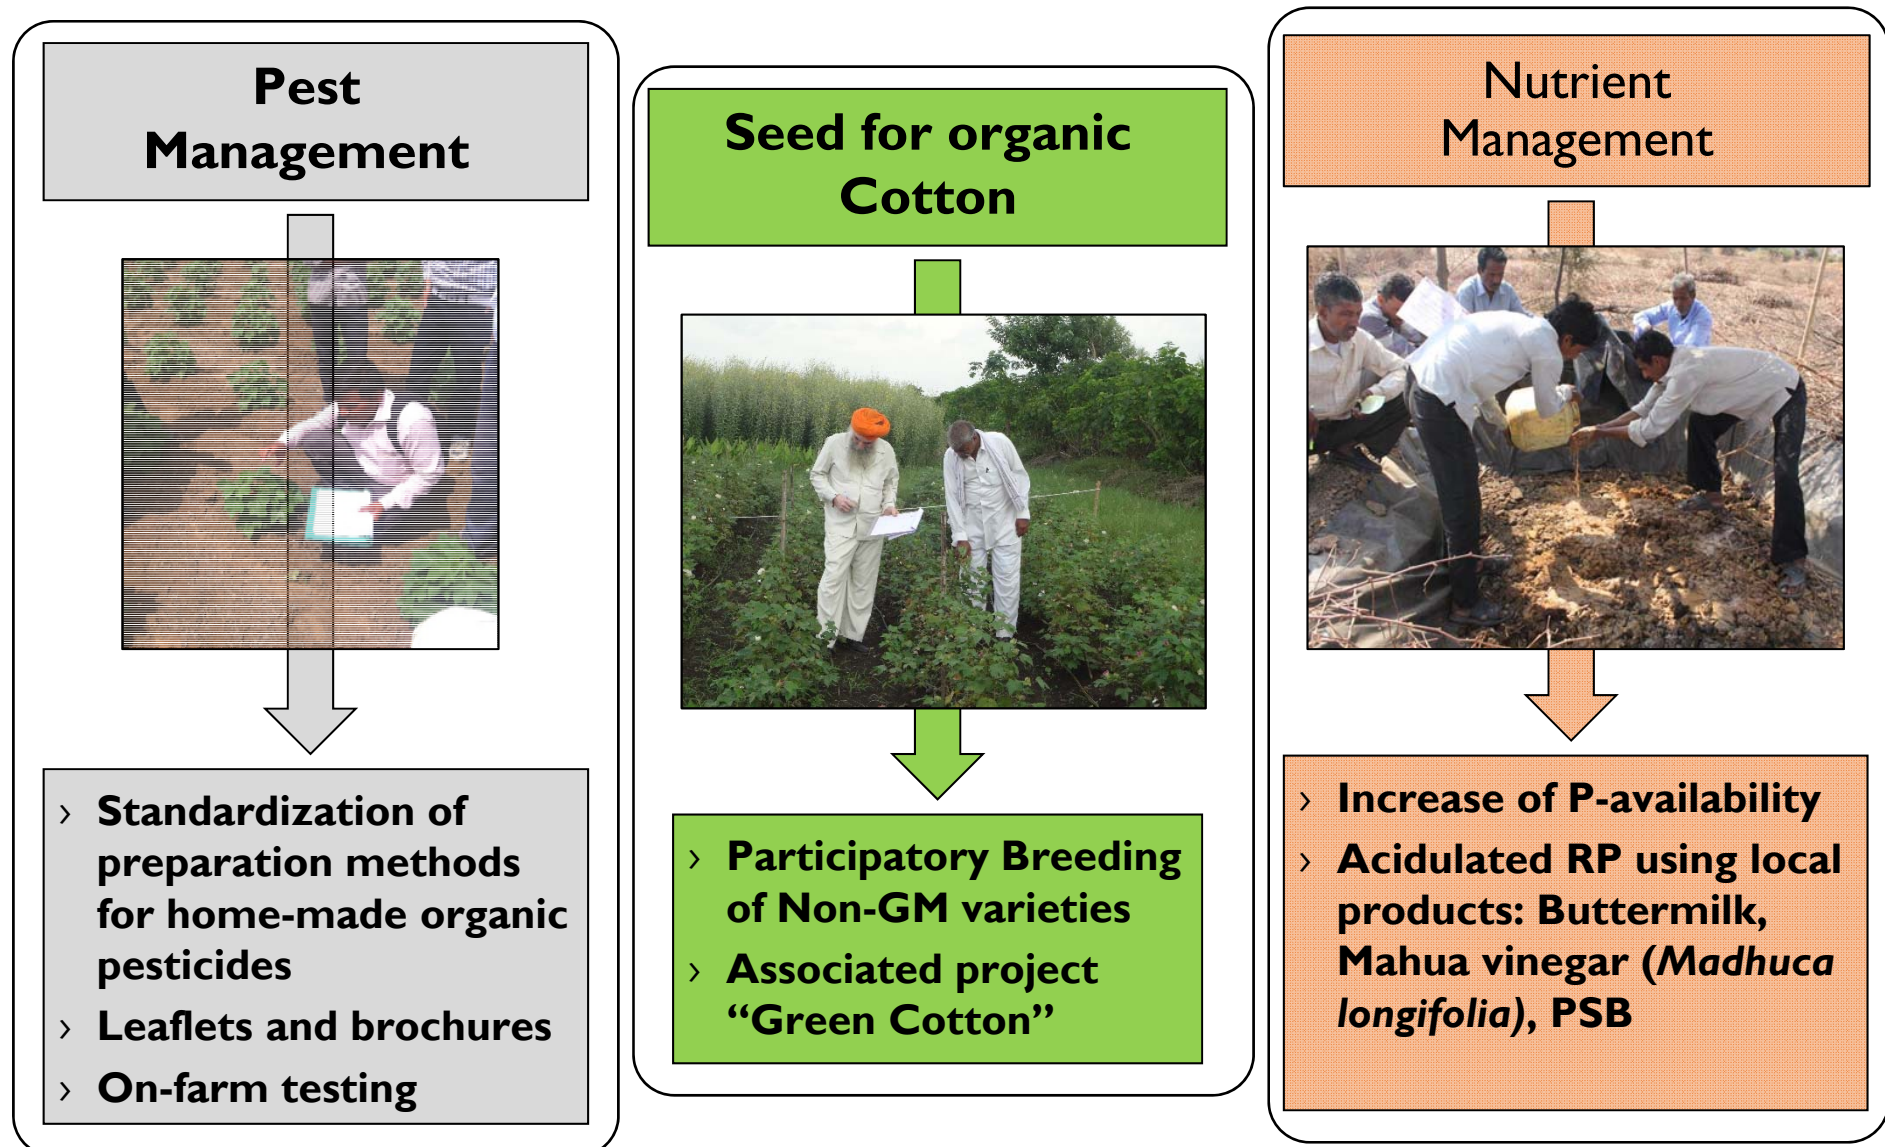 Pest
Management
› Standardization of
preparation methods
for home-made organic
pesticides
› Leaflets and brochures
› On-farm testing
Seed for organic
Cotton
› Participatory Breeding
of Non-GM varieties
› Associated project
“Green Cotton”
Nutrient
Management
› Increase of P-availability
› Acidulated RP using local
products: Buttermilk,
Mahua vinegar (Madhuca
longifolia), PSB